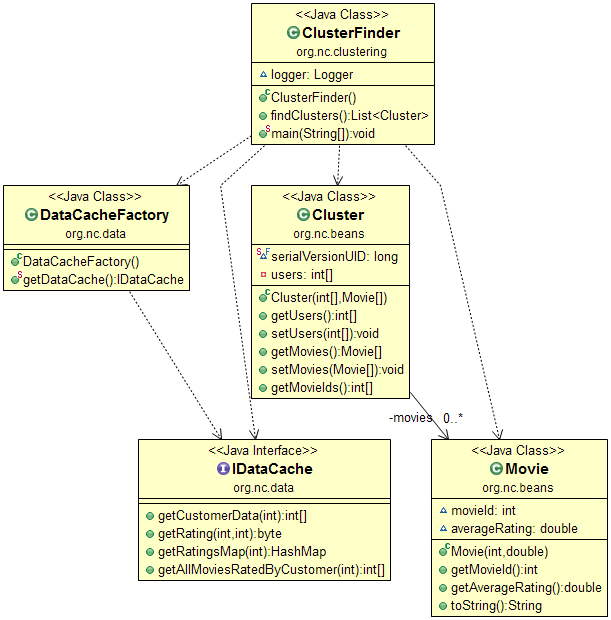 <<Java Class>>
ClusterFinder
org.nc.clustering
logger: Logger
ClusterFinder()
findClusters():List<Cluster>
main(String[]):void
<<Java Class>>
DataCacheFactory
org.nc.data
DataCacheFactory()
getDataCache():IDataCache
<<Java Class>>
Cluster
org.nc.beans
serialVersionUID: long
users: int[]
Cluster(int[],Movie[])
getUsers():int[]
setUsers(int[]):void
getMovies():Movie[]
setMovies(Movie[]):void
getMovieIds():int[]
-movies 0..*
<<Java Interface>>
IDataCache
org.nc.data
getCustomerData(int):int[]
getRating(int,int):byte
getRatingsMap(int):HashMap
getAllMoviesRatedByCustomer(int):int[]
<<Java Class>>
Movie
org.nc.beans
movieId: int
averageRating: double
Movie(int,double)
getMovieId():int
getAverageRating():double
toString():String